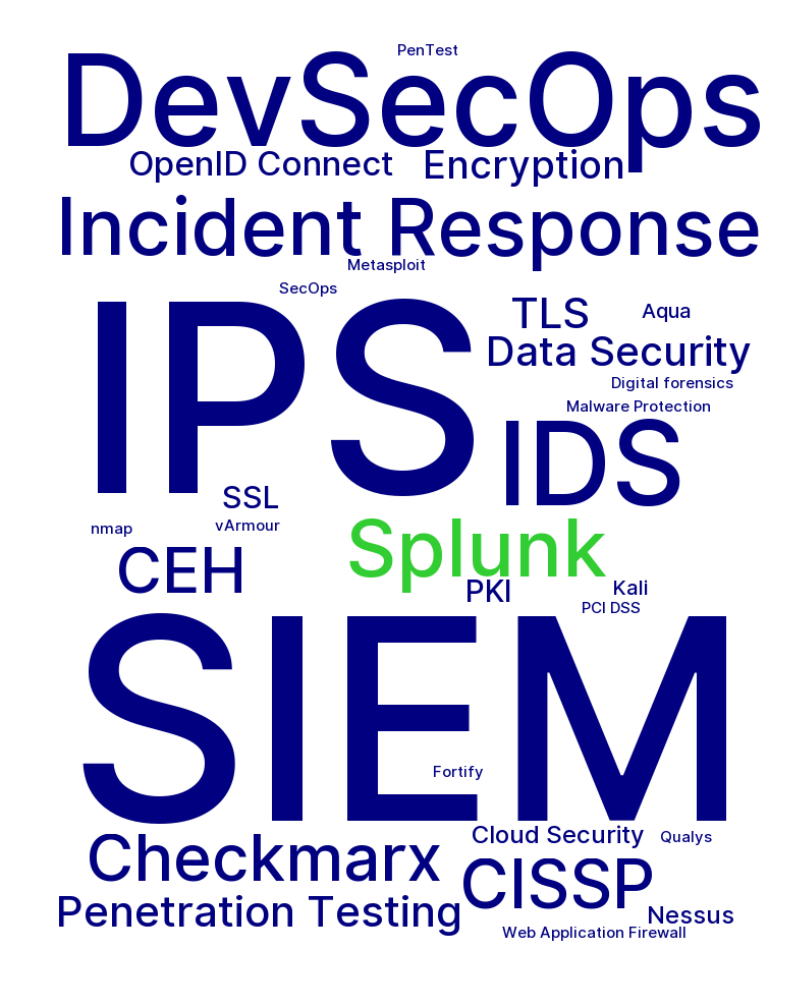 PenTest
DevSecOps
OpenID Connect
Encryption
Incident Response
Metasploit
SecOps
IPS
TLS
Aqua
Data Security
Digital forensics
Malware Protection
IDS
SSL
nmap
vArmour
Splunk
CEH
PKI
Kali
PCI DSS
SIEM
Fortify
Checkmarx
Cloud Security
Qualys
CISSP
Penetration Testing
Nessus
Web Application Firewall